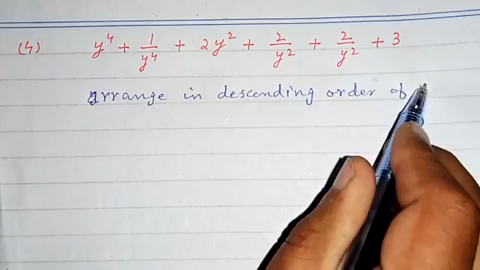 (4) y⁴ + 1/y⁴ + 2y² + 2/y² + 2/y² + 3
arrange in descending order of